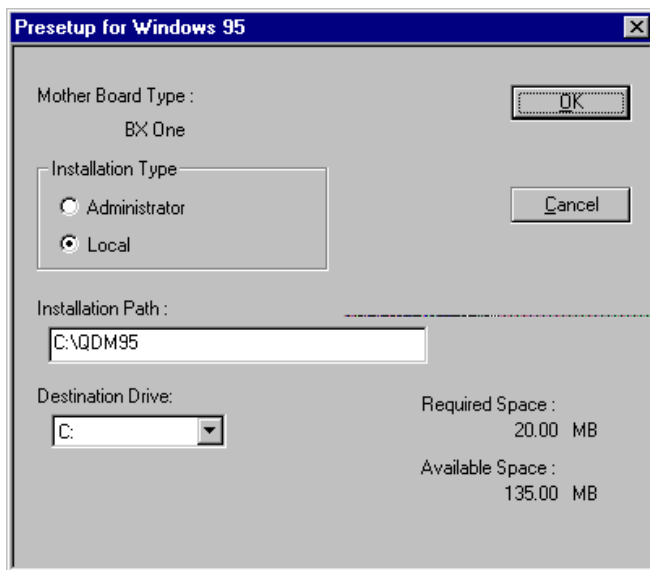 Presetup for Windows 95
Mother Board Type :
BX One
OK
Installation Type
Administrator
Local
Cancel
Installation Path :
C:\QDM95
Destination Drive:
C:
Required Space :
20.00 MB
Available Space :
135.00 MB